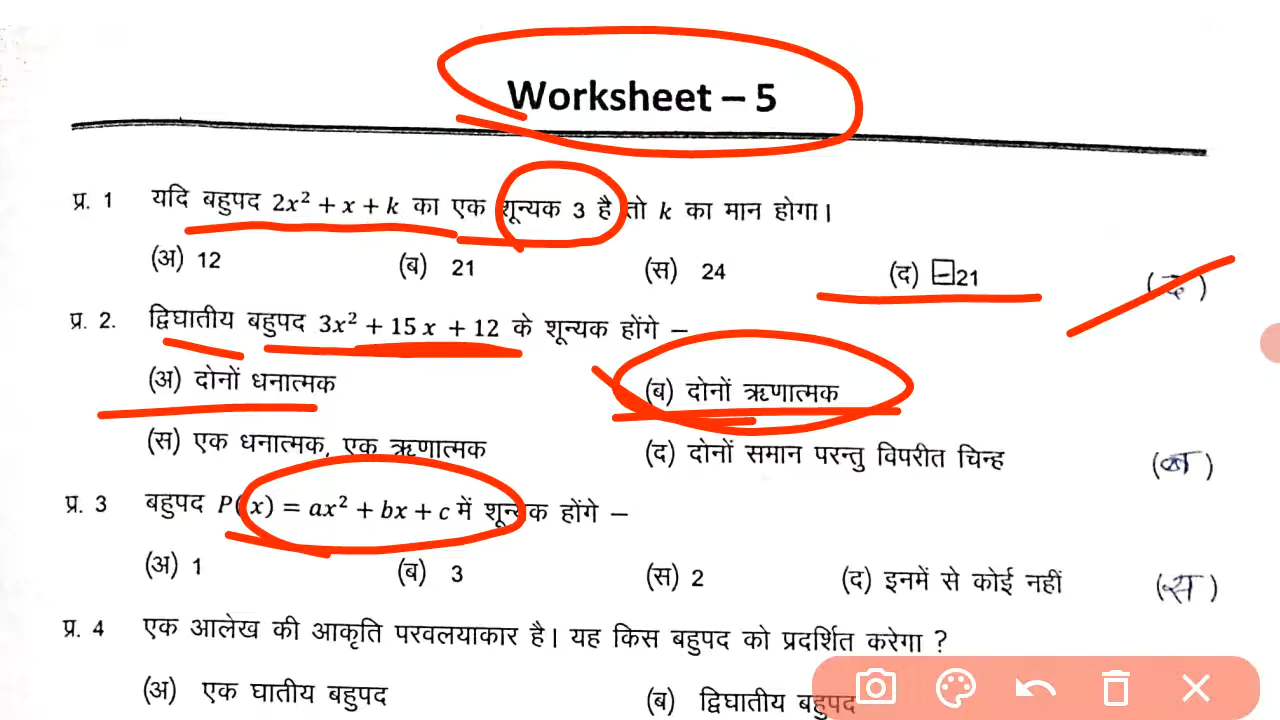 Worksheet – 5
प्र. 1 यदि बहुपद 2x² + x + k का एक शून्यक 3 है तो k का मान होगा।
(अ) 12 (ब) 21 (स) 24 (द) –21 (द)
प्र. 2. द्विघातीय बहुपद 3x² + 15 x + 12 के शून्यक होंगे –
(अ) दोनों धनात्मक (ब) दोनों ऋणात्मक
(स) एक धनात्मक, एक ऋणात्मक (द) दोनों समान परन्तु विपरीत चिन्ह (ब)
प्र. 3 बहुपद P(x) = ax² + bx + c में शून्यक होंगे –
(अ) 1 (ब) 3 (स) 2 (द) इनमें से कोई नहीं (स)
प्र. 4 एक आलेख की आकृति परवलयाकार है। यह किस बहुपद को प्रदर्शित करेगा ?
(अ) एक घातीय बहुपद (ब) द्विघातीय बहुपद